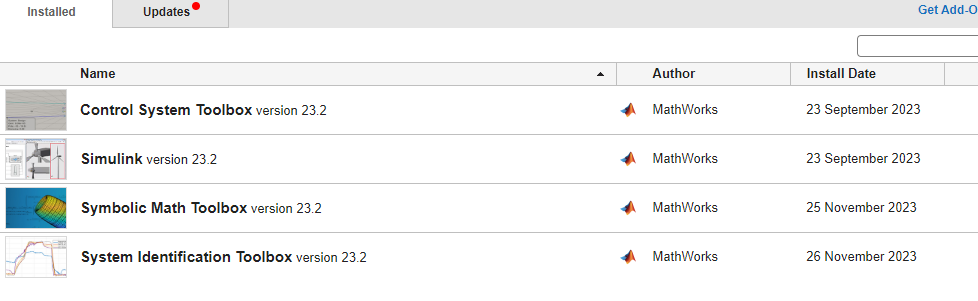 Installed Updates Get Add-O
Name Author Install Date
Control System Toolbox version 23.2 MathWorks 23 September 2023
Simulink version 23.2 MathWorks 23 September 2023
Symbolic Math Toolbox version 23.2 MathWorks 25 November 2023
System Identification Toolbox version 23.2 MathWorks 26 November 2023